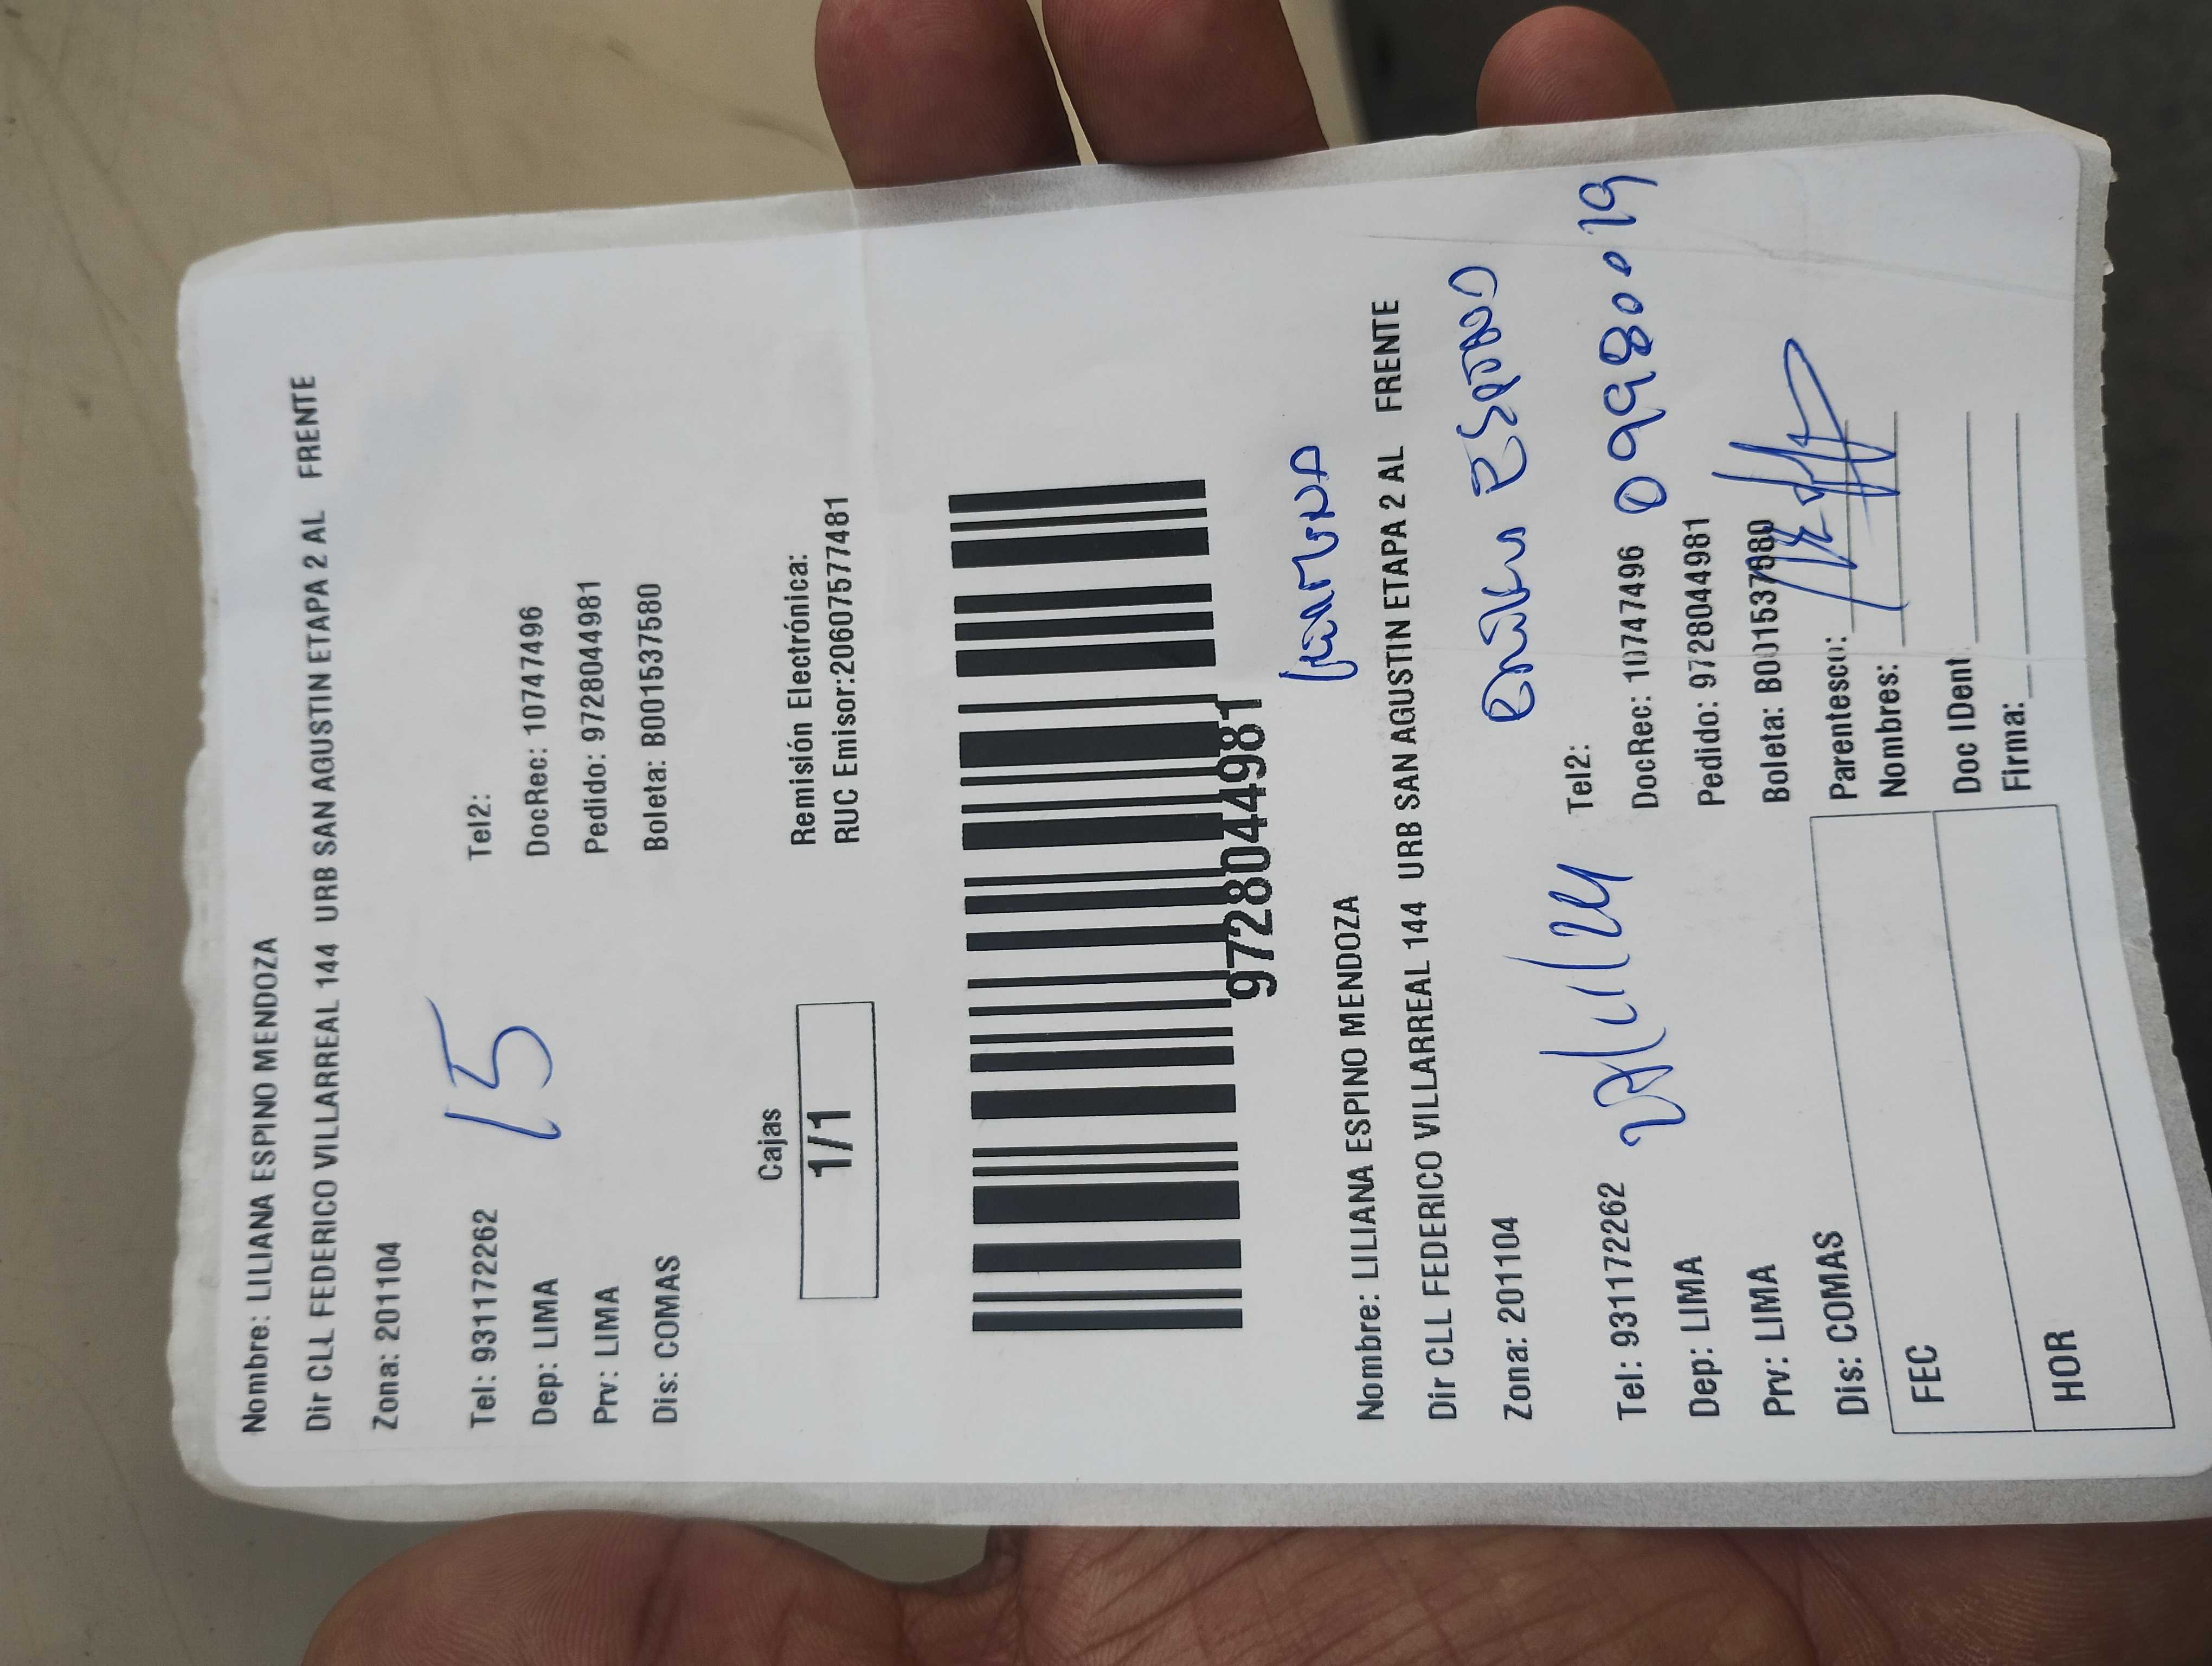 Nombre: LILIANA ESPINO MENDOZA
Dir CLL FEDERICO VILLARREAL 144 URB SAN AGUSTIN ETAPA 2 AL FRENTE
Zona: 201104
15
Tel: 931172262 Tel2:
Dep: LIMA DocRec: 10747496
Prv: LIMA Pedido: 9728044981
Dis: COMAS Boleta: B001537580
Cajas Remisión Electrónica:
1/1 RUC Emisor:20607577481
9728044981
Nombre: LILIANA ESPINO MENDOZA
Dir CLL FEDERICO VILLARREAL 144 URB SAN AGUSTIN ETAPA 2 AL FRENTE
Zona: 201104 ESPINO
Tel: 931172262 Tel2:
Dep: LIMA DocRec: 10747496 09980019
Prv: LIMA Pedido: 9728044981
Dis: COMAS Boleta: B001537580
FEC Parentesco:
Nombres:
HOR Doc IDent
Firma: